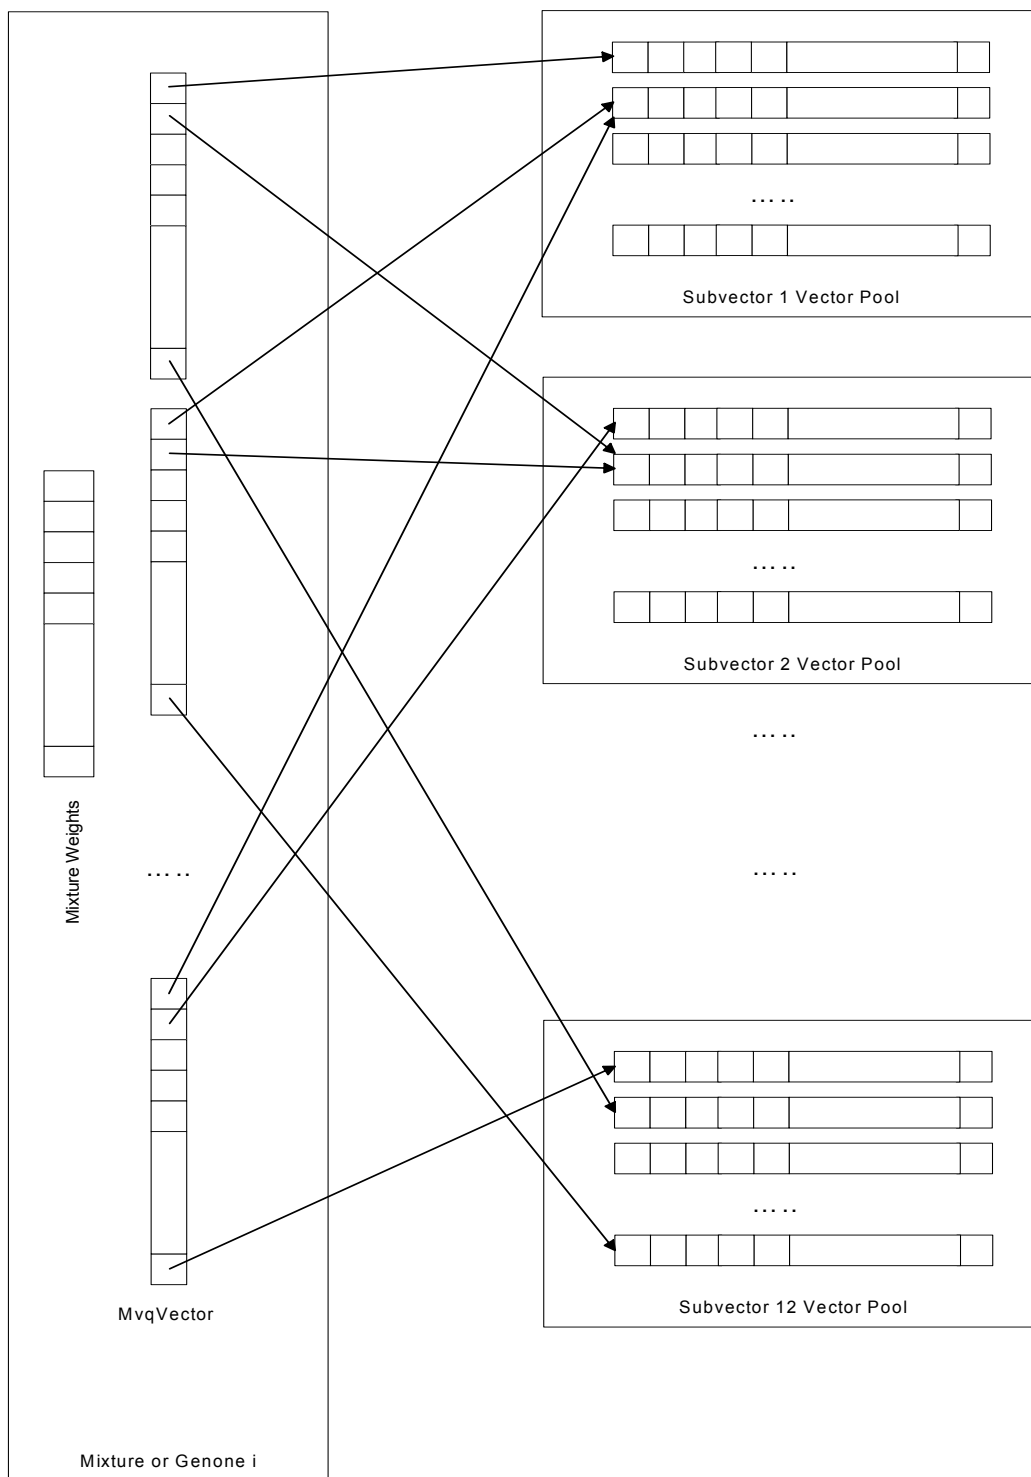 .....
Subvector 1 Vector Pool
.....
Subvector 2 Vector Pool
.....
Mixture Weights
.....
.....
.....
MvqVector
Subvector 12 Vector Pool
Mixture or Genone i